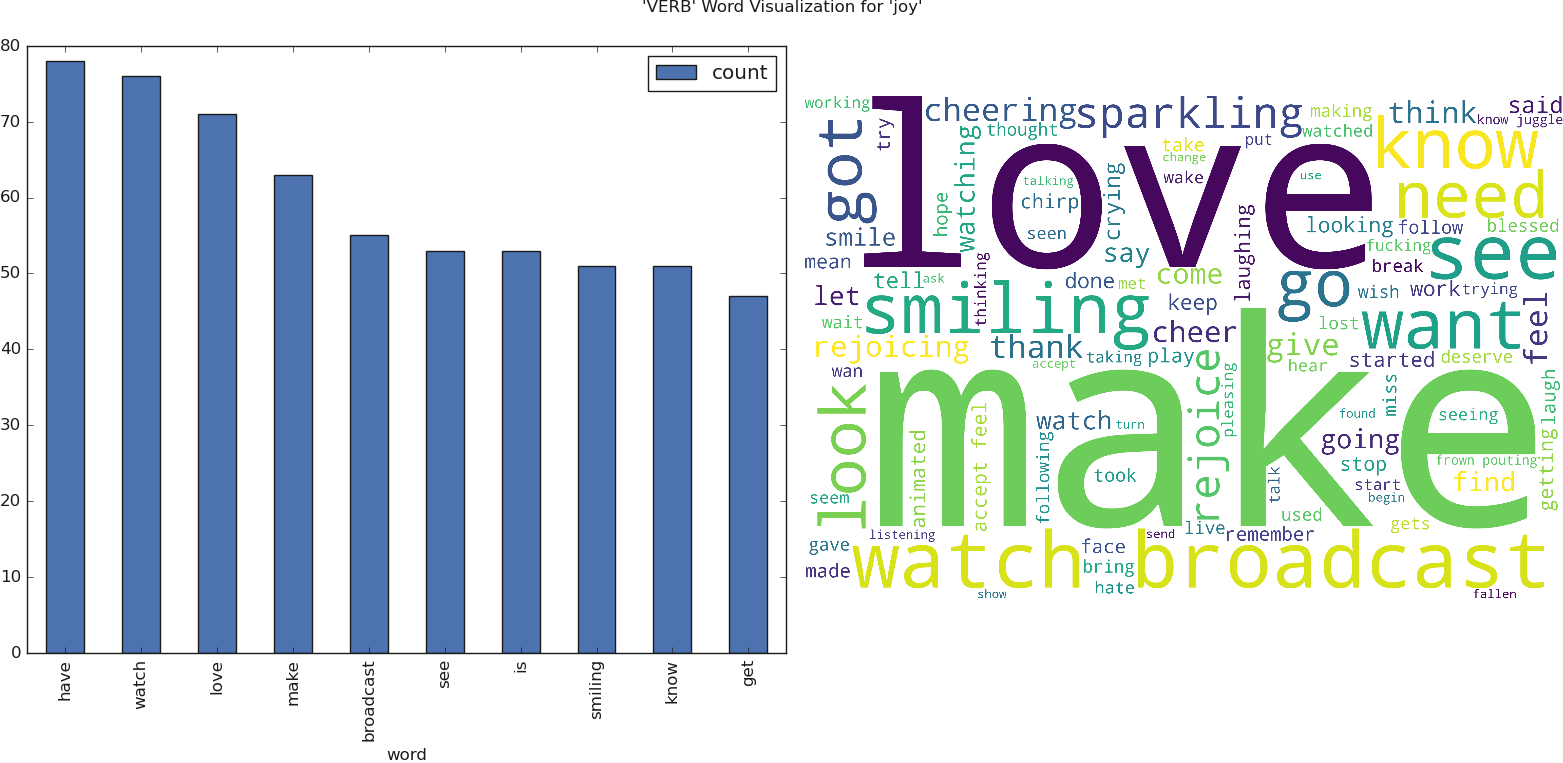 'VERB' Word Visualization for 'joy'
80
70
60
50
40
30
20
10
0
count
have
watch
love
make
broadcast
see
is
smiling
know
get
word
working
try
cheering
sparkling
making
think
said
know juggle
got
watching
thought
love
take
change
put
watched
know
talking
use
wake
need
hope
chirp
crying
seen
smile
say
laughing
looking
follow
blessed
fucking
see
mean
tell
ask
thinking
done
met
come
go
break
let
smiling
keep
wish
work
trying
feel
wait
cheer
lost
want
rejoicing
thank
taking
play
give
started
deserve
accept
hear
wan
look
make
rejoice
pleasing
miss
laugh
watch
turn
found
seeing
going
getting
animated
accept feel
following
took
talk
stop
frown pouting
find
seem
start
begin
used
gets
listening
live
remember
send
gave
watch
face
broadcast
made
bring
hate
show
fallen